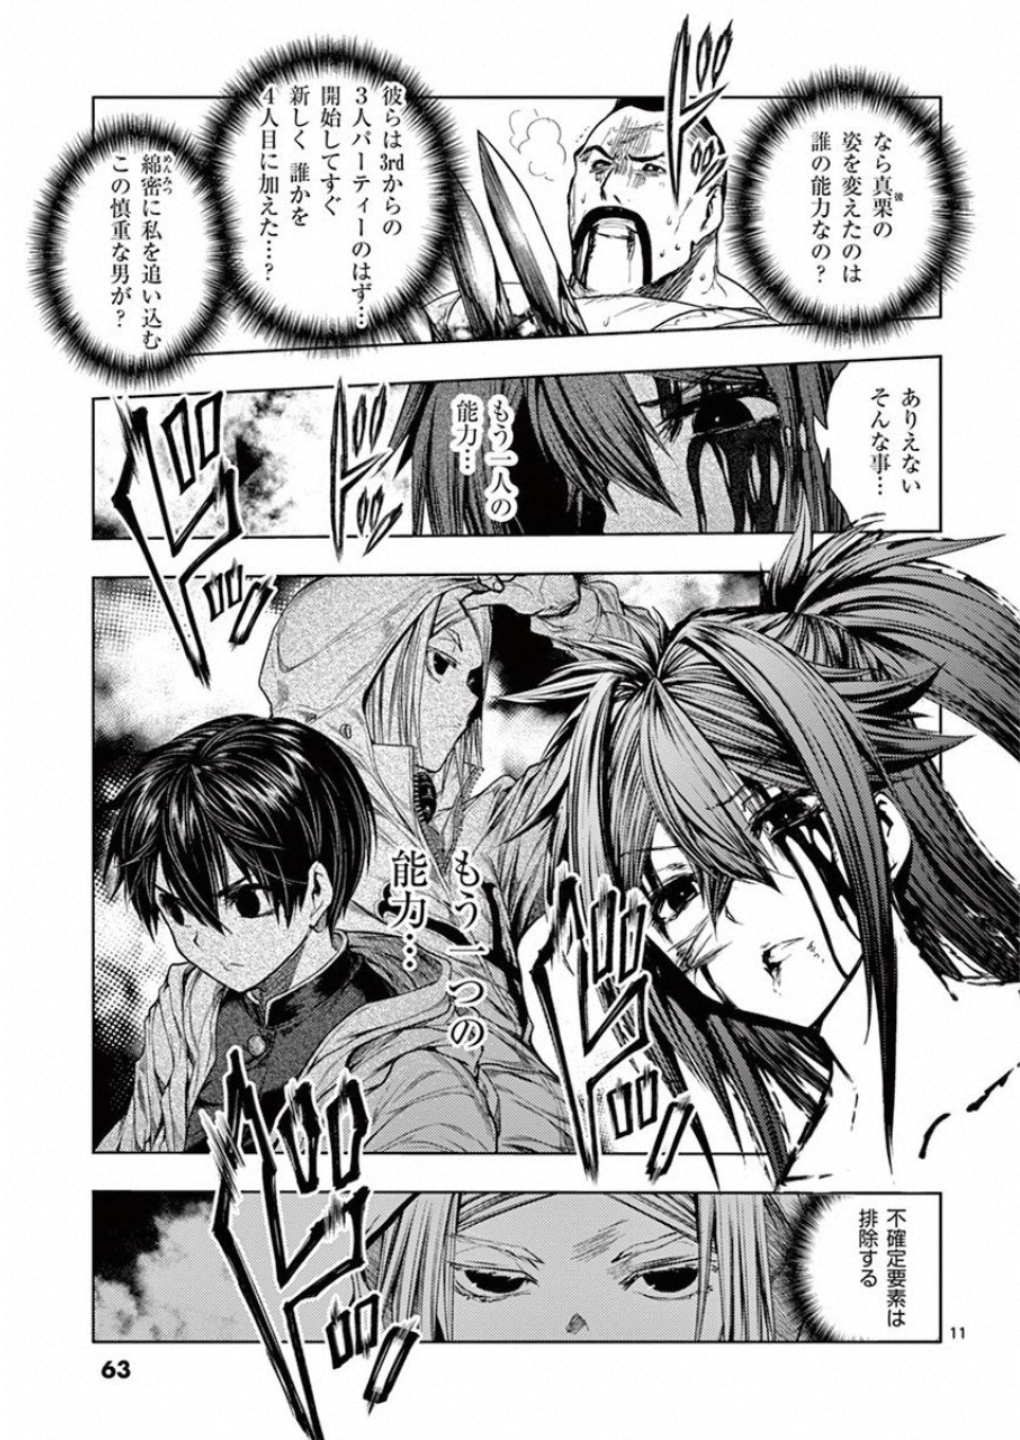 なら真栗の
彼
姿を変えたのは
誰の能力なの?
彼らは3rdからの
3人パーティーのはず…
開始してすぐ
新しく 誰かを
4人目に加えた…?
綿密に私を追い込む
めんみつ
この慎重な男が?
ありえない
そんな事…
もう一人の
能力…
もう一つの
能力…
不確定要素は
排除する
11
63